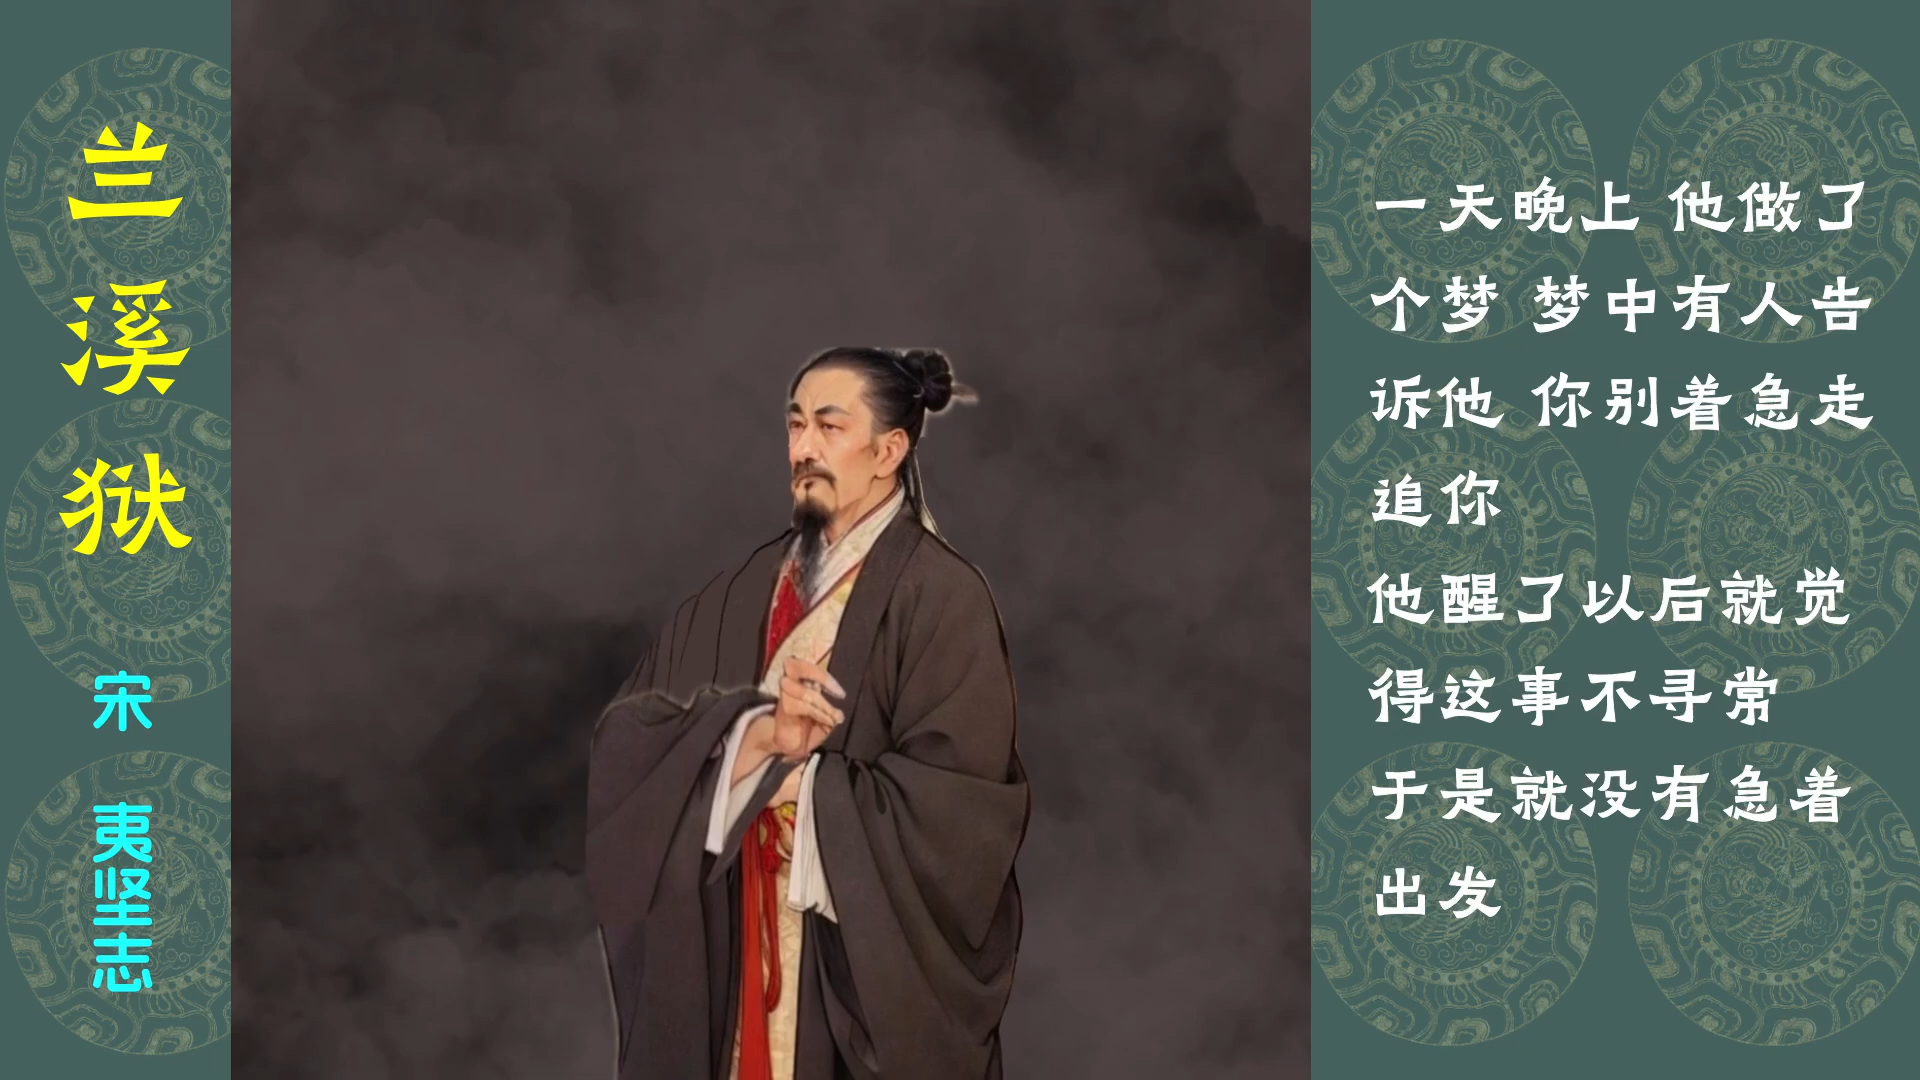 兰溪狱
宋
夷坚志
一天晚上 他做了
个梦 梦中有人告
诉他 你别着急走
追你
他醒了以后就觉
得这事不寻常
于是就没有急着
出发